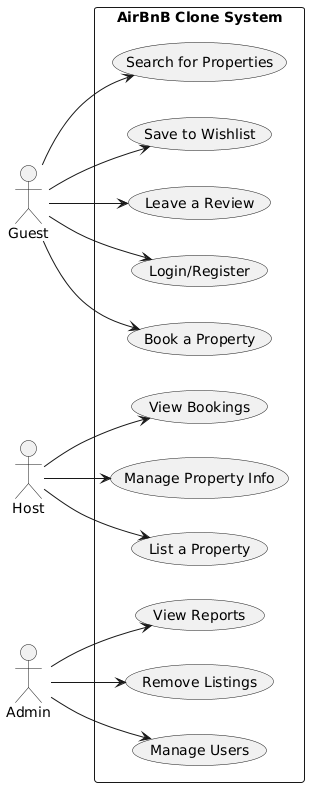 AirBnB Clone System
Search for Properties
Save to Wishlist
Leave a Review
Guest
Login/Register
Book a Property
View Bookings
Manage Property Info
Host
List a Property
View Reports
Remove Listings
Admin
Manage Users